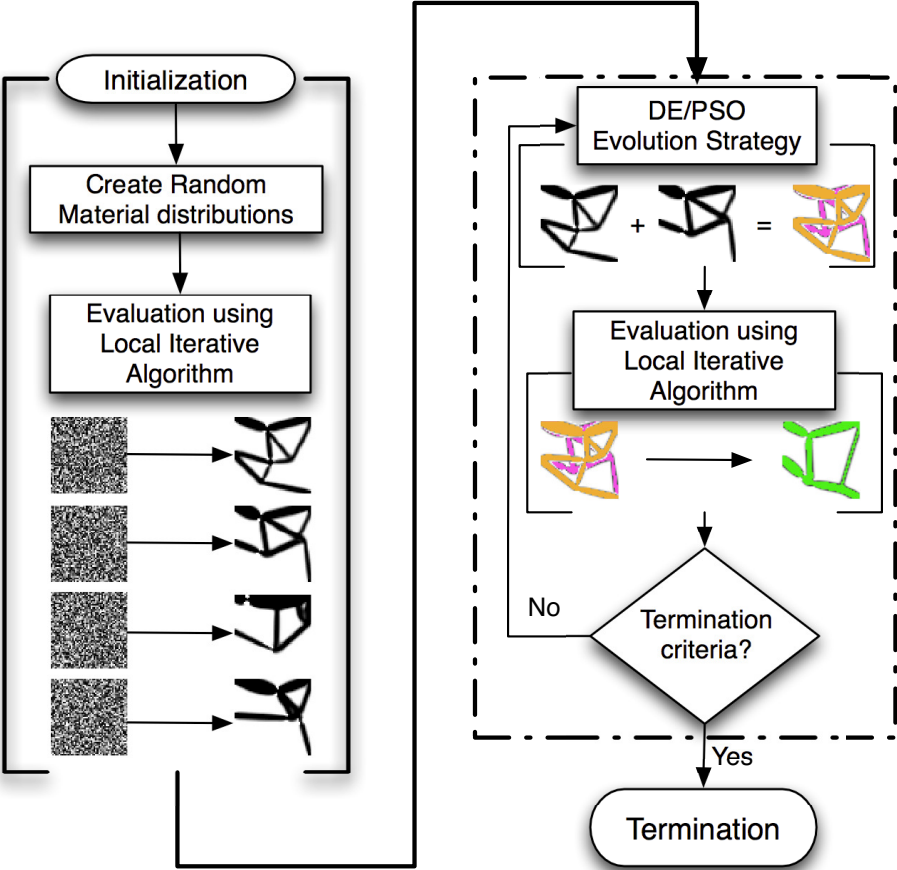 Initialization
Create Random
Material distributions
Evaluation using
Local Iterative
Algorithm
DE/PSO
Evolution Strategy
+
=
Evaluation using
Local Iterative
Algorithm
Termination
criteria?
No
Yes
Termination